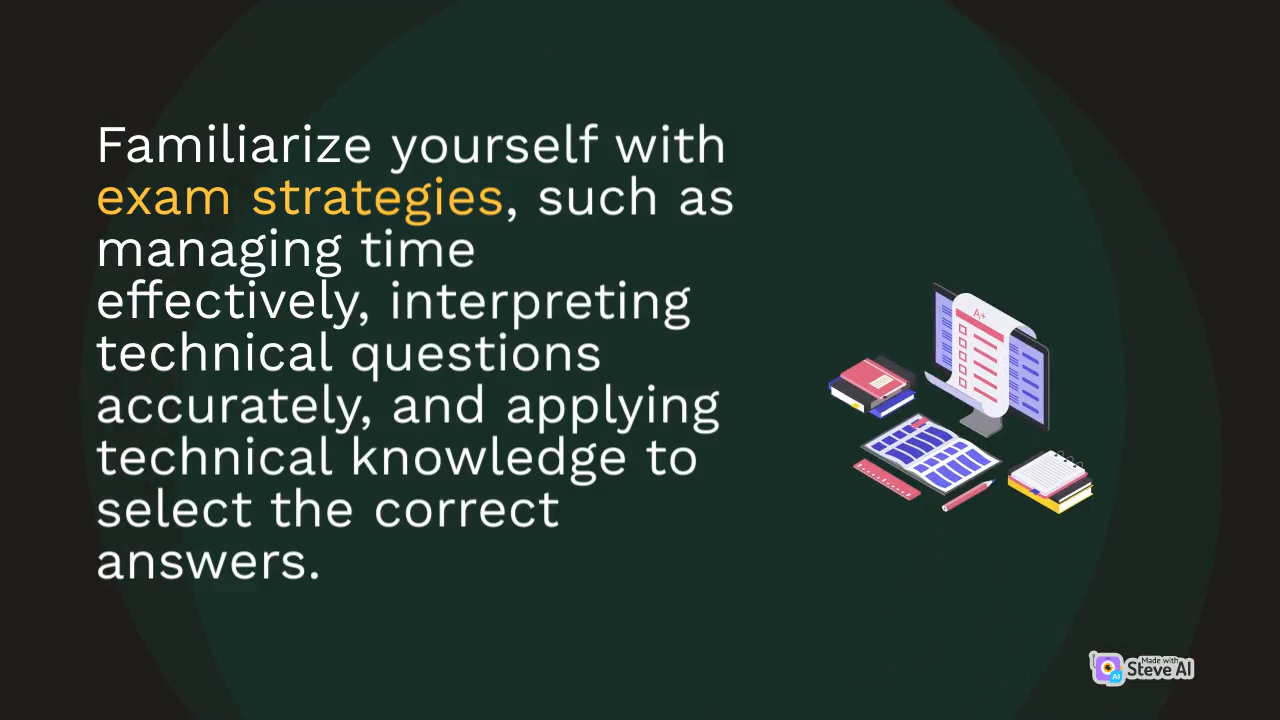 Familiarize yourself with
exam strategies, such as
managing time
effectively, interpreting
technical questions
accurately, and applying
technical knowledge to
select the correct
answers.
A+
Made with
Steve AI
AI